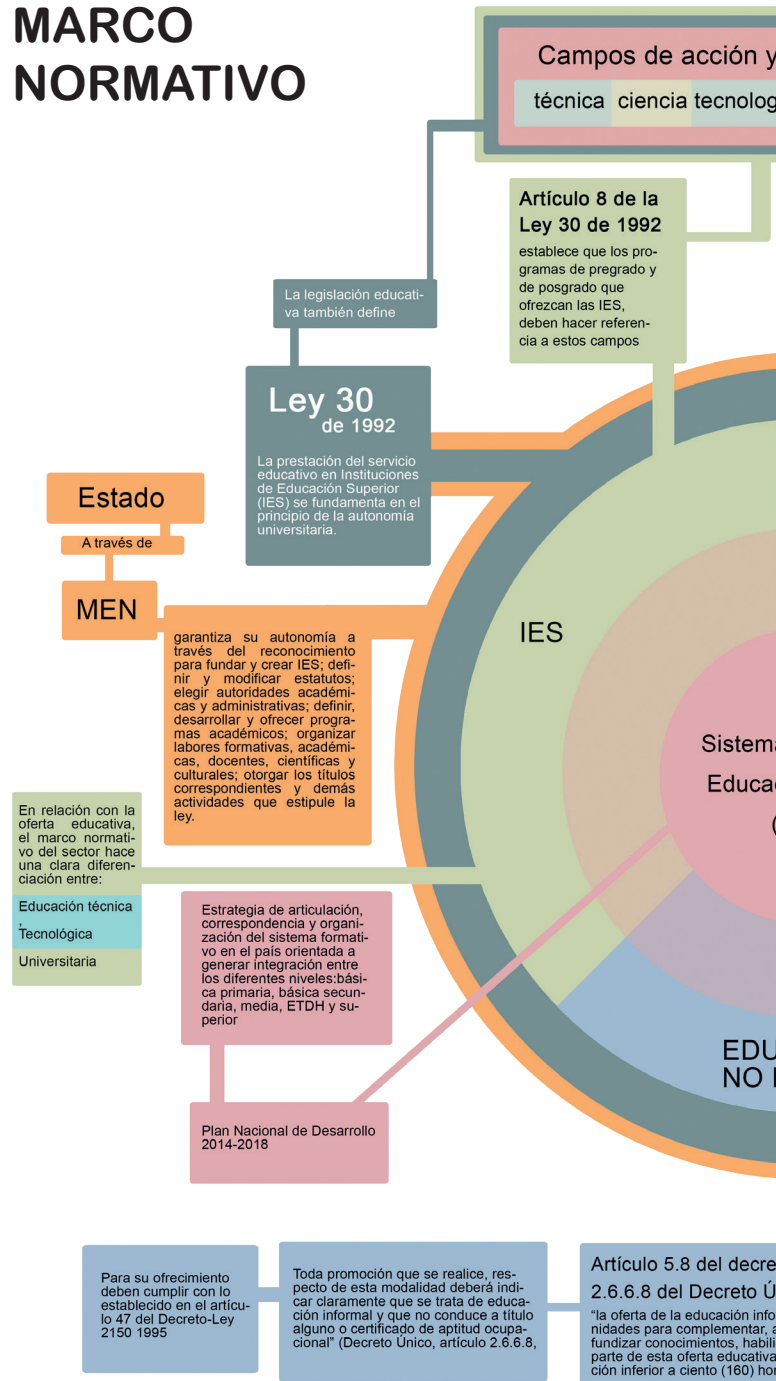 MARCO
NORMATIVO
Campos de acción y
técnica ciencia tecnolog
Artículo 8 de la
Ley 30 de 1992
establece que los pro-
gramas de pregrado y
de posgrado que
ofrezcan las IES,
deben hacer referen-
cia a estos campos
La legislación educati-
va también define
Ley 30
de 1992
La prestación del servicio
educativo en Instituciones
de Educación Superior
(IES) se fundamenta en el
principio de la autonomía
universitaria.
Estado
A través de
MEN
garantiza su autonomía a
través del reconocimiento
para fundar y crear IES; defi-
nir y modificar estatutos;
elegir autoridades académi-
cas y administrativas; definir,
desarrollar y ofrecer progra-
mas académicos; organizar
labores formativas, académi-
cas, docentes, científicas y
culturales; otorgar los títulos
correspondientes y demás
actividades que estipule la
ley.
IES
Sistema
Educac
(
En relación con la
oferta educativa,
el marco normati-
vo del sector hace
una clara diferen-
ciación entre:
Educación técnica
,
Tecnológica
Universitaria
Estrategia de articulación,
correspondencia y organi-
zación del sistema formati-
vo en el país orientada a
generar integración entre
los diferentes niveles:bási-
ca primaria, básica secun-
daria, media, ETDH y su-
perior
Plan Nacional de Desarrollo
2014-2018
EDU
NO
Para su ofrecimiento
deben cumplir con lo
establecido en el artícu-
lo 47 del Decreto-Ley
2150 1995
Toda promoción que se realice, res-
pecto de esta modalidad deberá indi-
car claramente que se trata de educa-
ción informal y que no conduce a título
alguno o certificado de aptitud ocupa-
cional” (Decreto Único, artículo 2.6.6.8,
Artículo 5.8 del decre
2.6.6.8 del Decreto Ú
“la oferta de la educación info
nidades para complementar, a
fundizar conocimientos, habili
parte de esta oferta educativa
ción inferior a ciento (160) hor